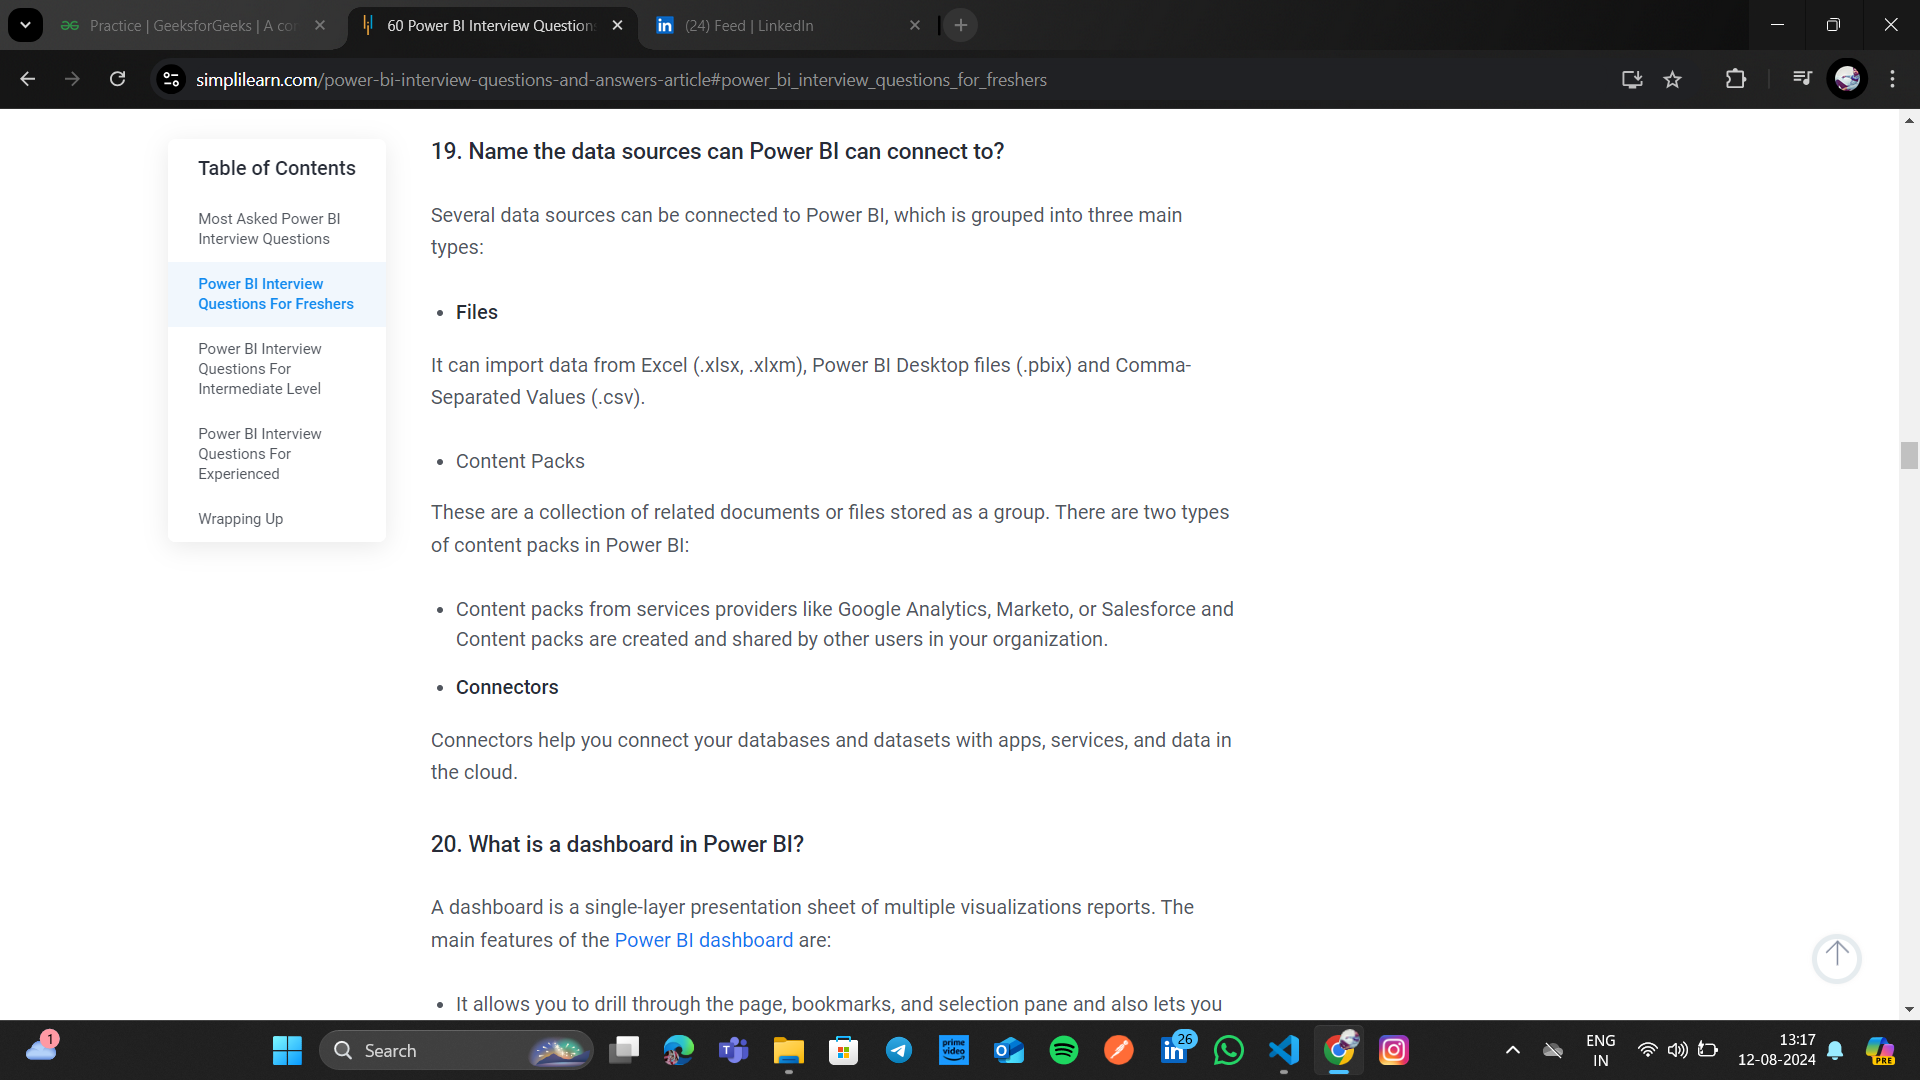 Practice | GeeksforGeeks | A co
60 Power BI Interview Question
(24) Feed | LinkedIn
simplilearn.com/power-bi-interview-questions-and-answers-article#power_bi_interview_questions_for_freshers
Table of Contents
Most Asked Power BI
Interview Questions
Power BI Interview
Questions For Freshers
Power BI Interview
Questions For
Intermediate Level
Power BI Interview
Questions For
Experienced
Wrapping Up
19. Name the data sources can Power BI can connect to?
Several data sources can be connected to Power BI, which is grouped into three main
types:
• Files
It can import data from Excel (.xlsx, .xlxm), Power BI Desktop files (.pbix) and Comma-
Separated Values (.csv).
• Content Packs
These are a collection of related documents or files stored as a group. There are two types
of content packs in Power BI:
• Content packs from services providers like Google Analytics, Marketo, or Salesforce and
Content packs are created and shared by other users in your organization.
• Connectors
Connectors help you connect your databases and datasets with apps, services, and data in
the cloud.
20. What is a dashboard in Power BI?
A dashboard is a single-layer presentation sheet of multiple visualizations reports. The
main features of the Power BI dashboard are:
• It allows you to drill through the page, bookmarks, and selection pane and also lets you
1
Search
prime
video
26
ENG
IN
13:17
12-08-2024
PRE